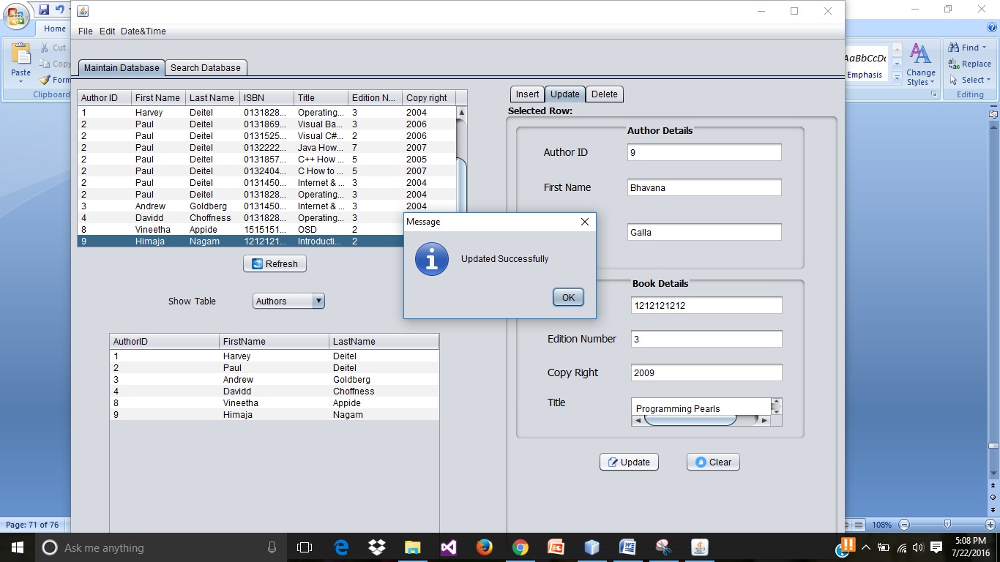 Home
Cut
Copy
Form
Paste
Clipboard
File Edit Date&Time
Maintain Database Search Database
Author ID First Name Last Name ISBN Title Edition N... Copy right
1 Harvey Deitel 0131828... Operating... 3 2004
2 Paul Deitel 0131869... Visual Ba... 3 2006
2 Paul Deitel 0131525... Visual C#... 2 2006
2 Paul Deitel 0132222... Java How... 7 2007
2 Paul Deitel 0131857... C++ How ... 5 2005
2 Paul Deitel 0132404... C How to ... 5 2007
2 Paul Deitel 0131450... Internet & ... 3 2004
2 Paul Deitel 0131828... Operating... 3 2004
3 Andrew Goldberg 0131450... Internet & ... 3 2004
4 Davidd Choffness 0131828... Operating... 3
8 Vineetha Appide 1515151... OSD 2
9 Himaja Nagam 1212121... Introducti... 2
Refresh
Show Table Authors
AuthorID FirstName LastName
1 Harvey Deitel
2 Paul Deitel
3 Andrew Goldberg
4 Davidd Choffness
8 Vineetha Appide
9 Himaja Nagam
Message
Updated Successfully
OK
Insert Update Delete
Selected Row:
Author Details
Author ID 9
First Name Bhavana
Galla
Book Details
1212121212
Edition Number 3
Copy Right 2009
Title Programming Pearls
Update Clear
AaBbCcDc
Emphasis
Change
Styles
Find
Replace
Select
Editing
Page: 71 of 76
108%
Ask me anything
5:08 PM
7/22/2016